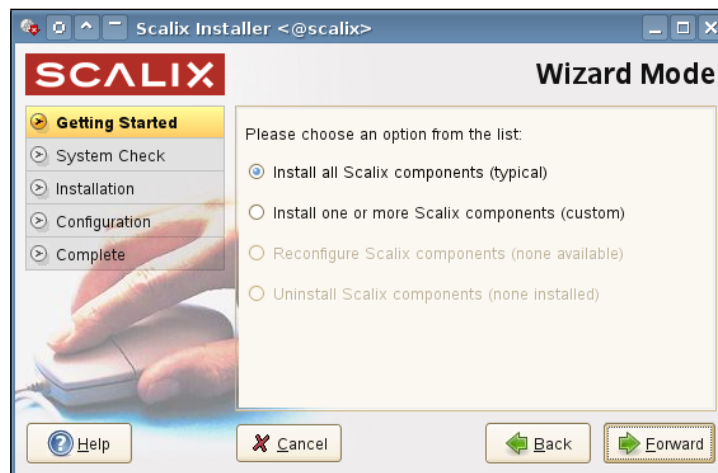 Scalix Installer <@scalix>
SCALIX
Wizard Mode
Getting Started
System Check
Installation
Configuration
Complete
Please choose an option from the list:
Install all Scalix components (typical)
Install one or more Scalix components (custom)
Reconfigure Scalix components (none available)
Uninstall Scalix components (none installed)
Help
Cancel
Back
Forward